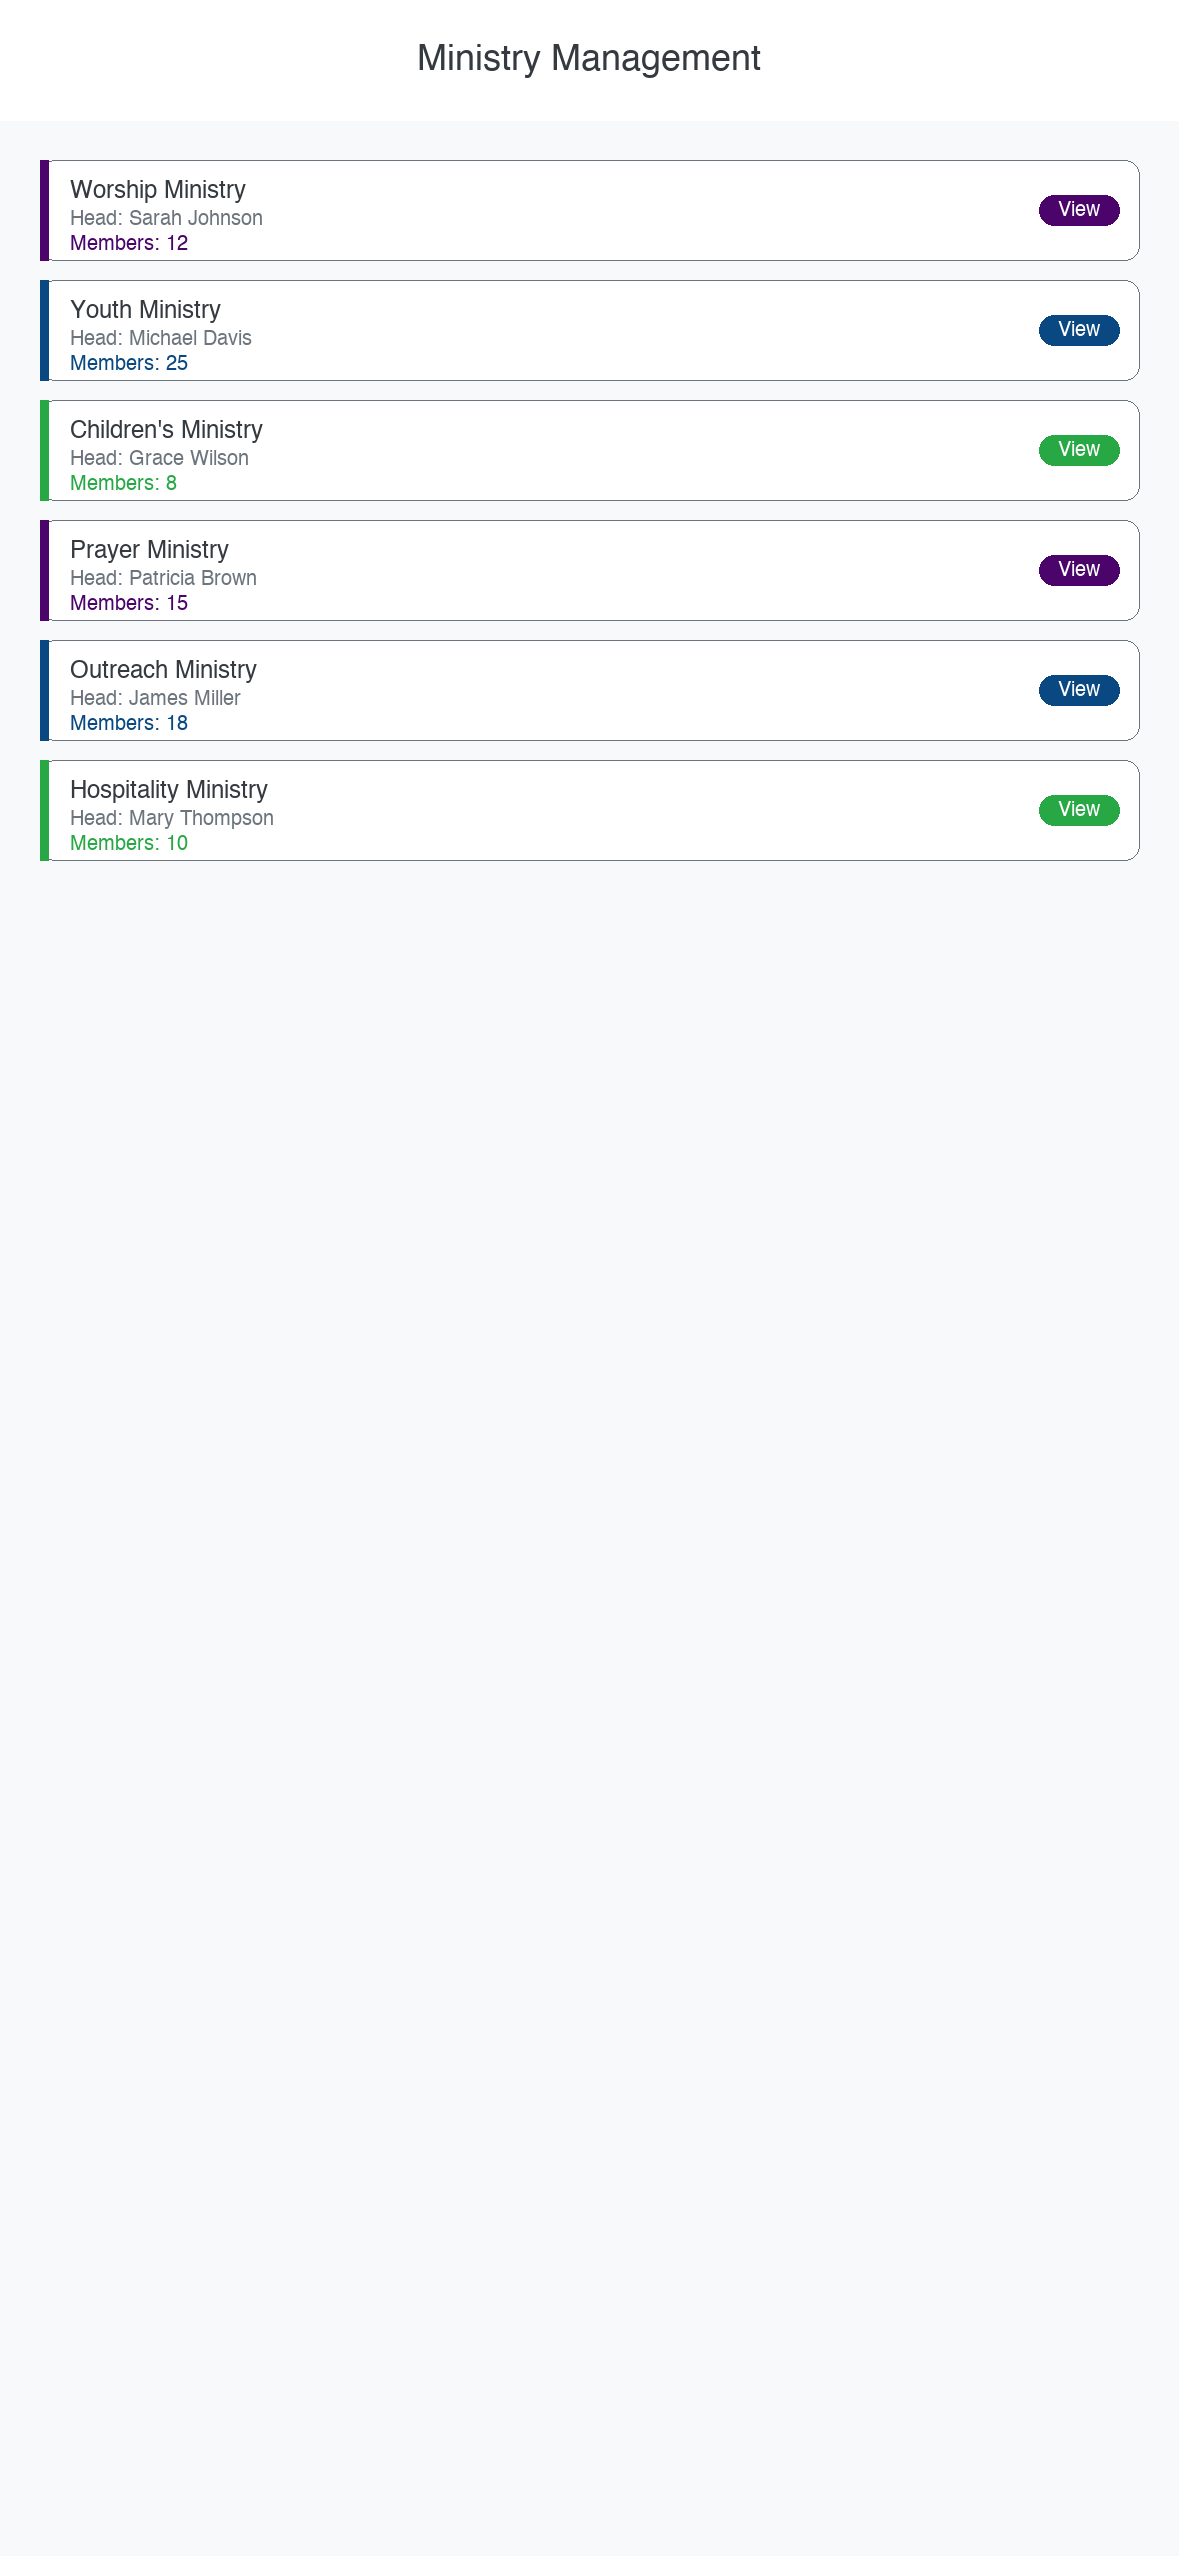 Ministry Management
Worship Ministry
Head: Sarah Johnson
Members: 12
View
Youth Ministry
Head: Michael Davis
Members: 25
View
Children's Ministry
Head: Grace Wilson
Members: 8
View
Prayer Ministry
Head: Patricia Brown
Members: 15
View
Outreach Ministry
Head: James Miller
Members: 18
View
Hospitality Ministry
Head: Mary Thompson
Members: 10
View